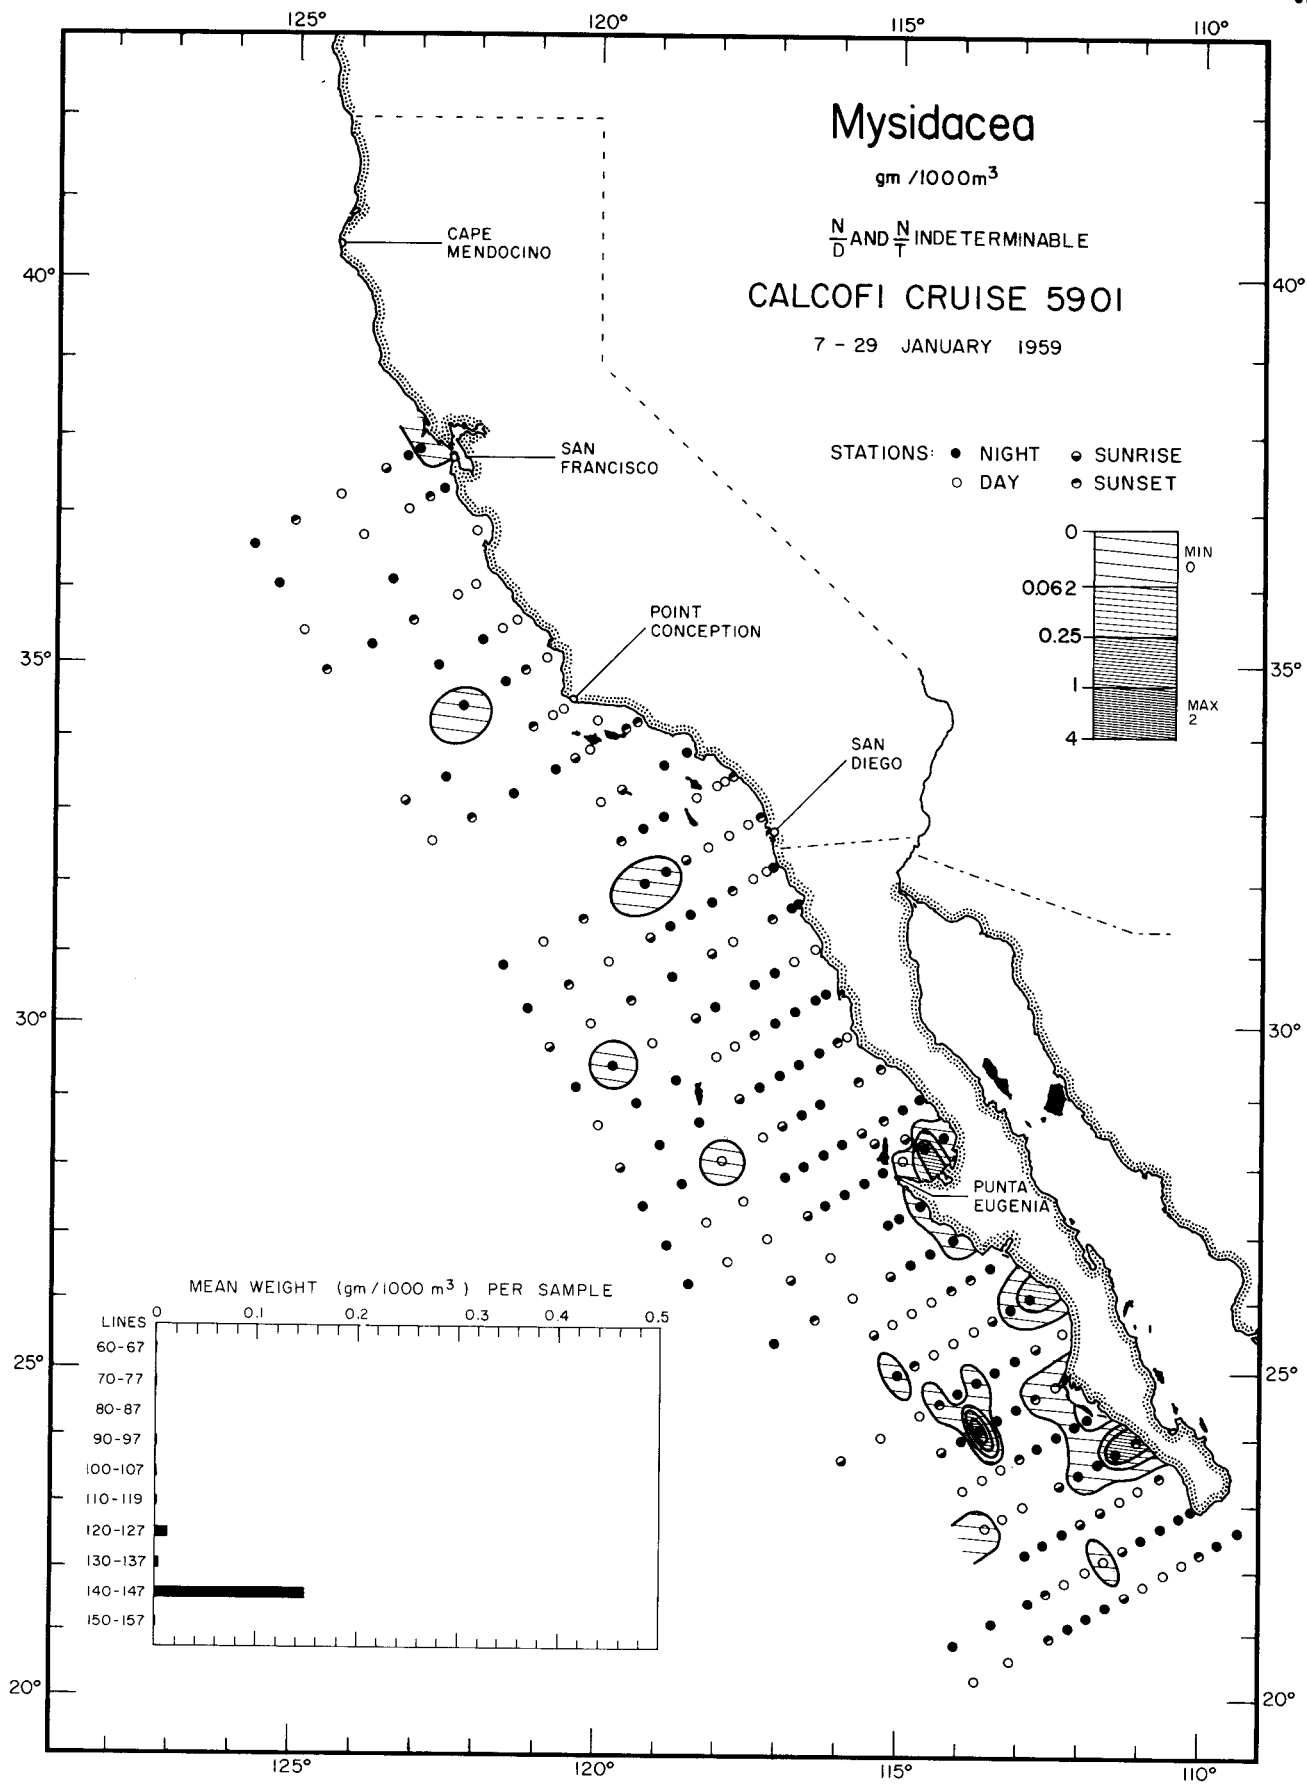 125° 120° 115° 110°
Mysidacea
gm /1000m³
N/D AND N/T INDETERMINABLE
CALCOFI CRUISE 5901
7 - 29 JANUARY 1959
CAPE
MENDOCINO
40° 40°
SAN
FRANCISCO
STATIONS: NIGHT SUNRISE
DAY SUNSET
0
MIN
0
0.062
0.25
1
MAX
2
4
POINT
CONCEPTION
35° 35°
SAN
DIEGO
30° 30°
PUNTA
EUGENIA
MEAN WEIGHT (gm/1000 m³) PER SAMPLE
LINES 0 0.1 0.2 0.3 0.4 0.5
60-67
25° 25°
70-77
80-87
90-97
100-107
110-119
120-127
130-137
140-147
150-157
20° 20°
125° 120° 115° 110°